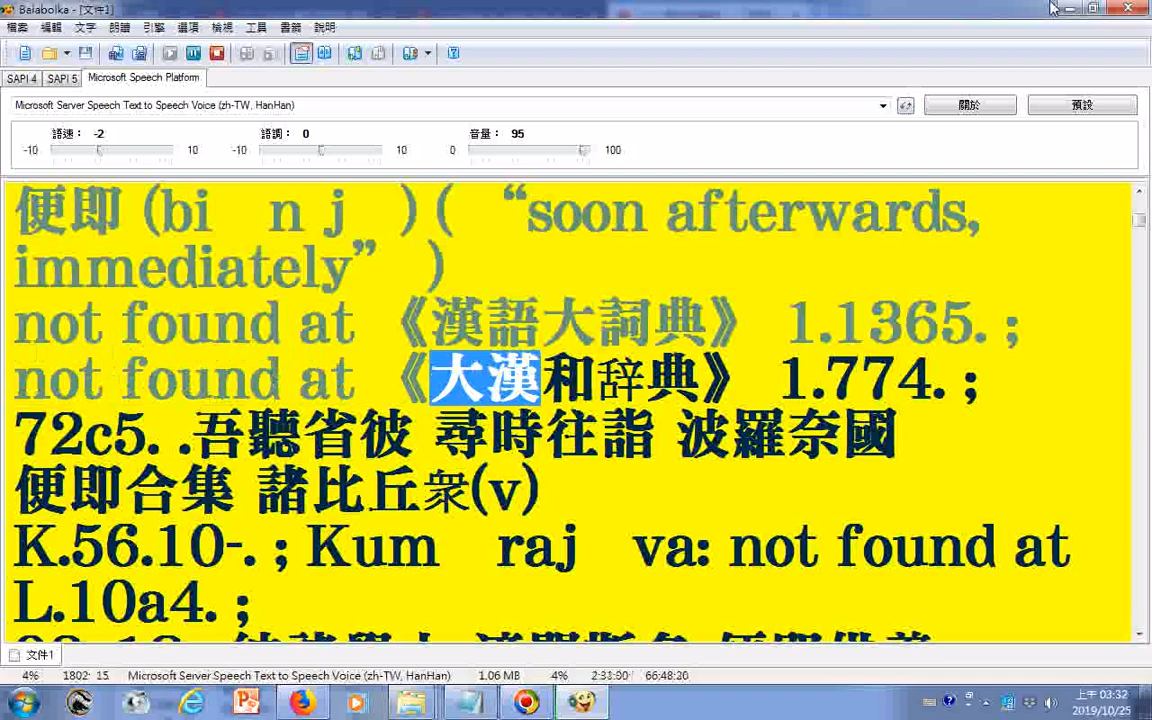 Balabolka - [文件1]
檔案 編輯 文字 朗讀 引擎 選項 檢視 工具 書籤 說明
SAPI 4 SAPI 5 Microsoft Speech Platform
Microsoft Server Speech Text to Speech Voice (zh-TW, HanHan) 關於 預設
語速： -2 語調： 0 音量： 95
-10 10 -10 10 0 100
便即 (bi n j ) ( “soon afterwards,
immediately” )
not found at 《漢語大詞典》 1.1365. ;
not found at 《大漢和辞典》 1.774. ;
72c5. .吾聽省彼 尋時往詣 波羅奈國
便即合集 諸比丘衆(v)
K.56.10-. ; Kum raj va: not found at
L.10a4. ;
文件1
4% 1802: 15 Microsoft Server Speech Text to Speech Voice (zh-TW, HanHan) 1.06 MB 4%
上午 03:32
2019/10/25